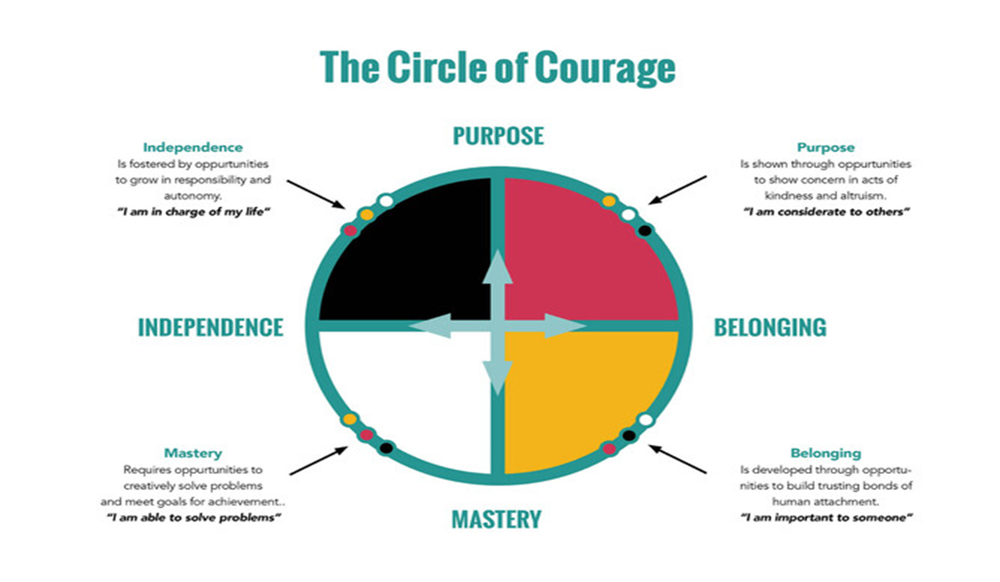 The Circle of Courage
PURPOSE
Independence
Is fostered by oppurtunities
to grow in responsibility and
autonomy.
"I am in charge of my life"
Purpose
Is shown through oppurtunities
to show concern in acts of
kindness and altruism.
"I am considerate to others"
INDEPENDENCE
BELONGING
Mastery
Requires oppurtunities to
creatively solve problems
and meet goals for achievement..
"I am able to solve problems"
Belonging
Is developed through opportu-
nities to build trusting bonds of
human attachment.
"I am important to someone"
MASTERY